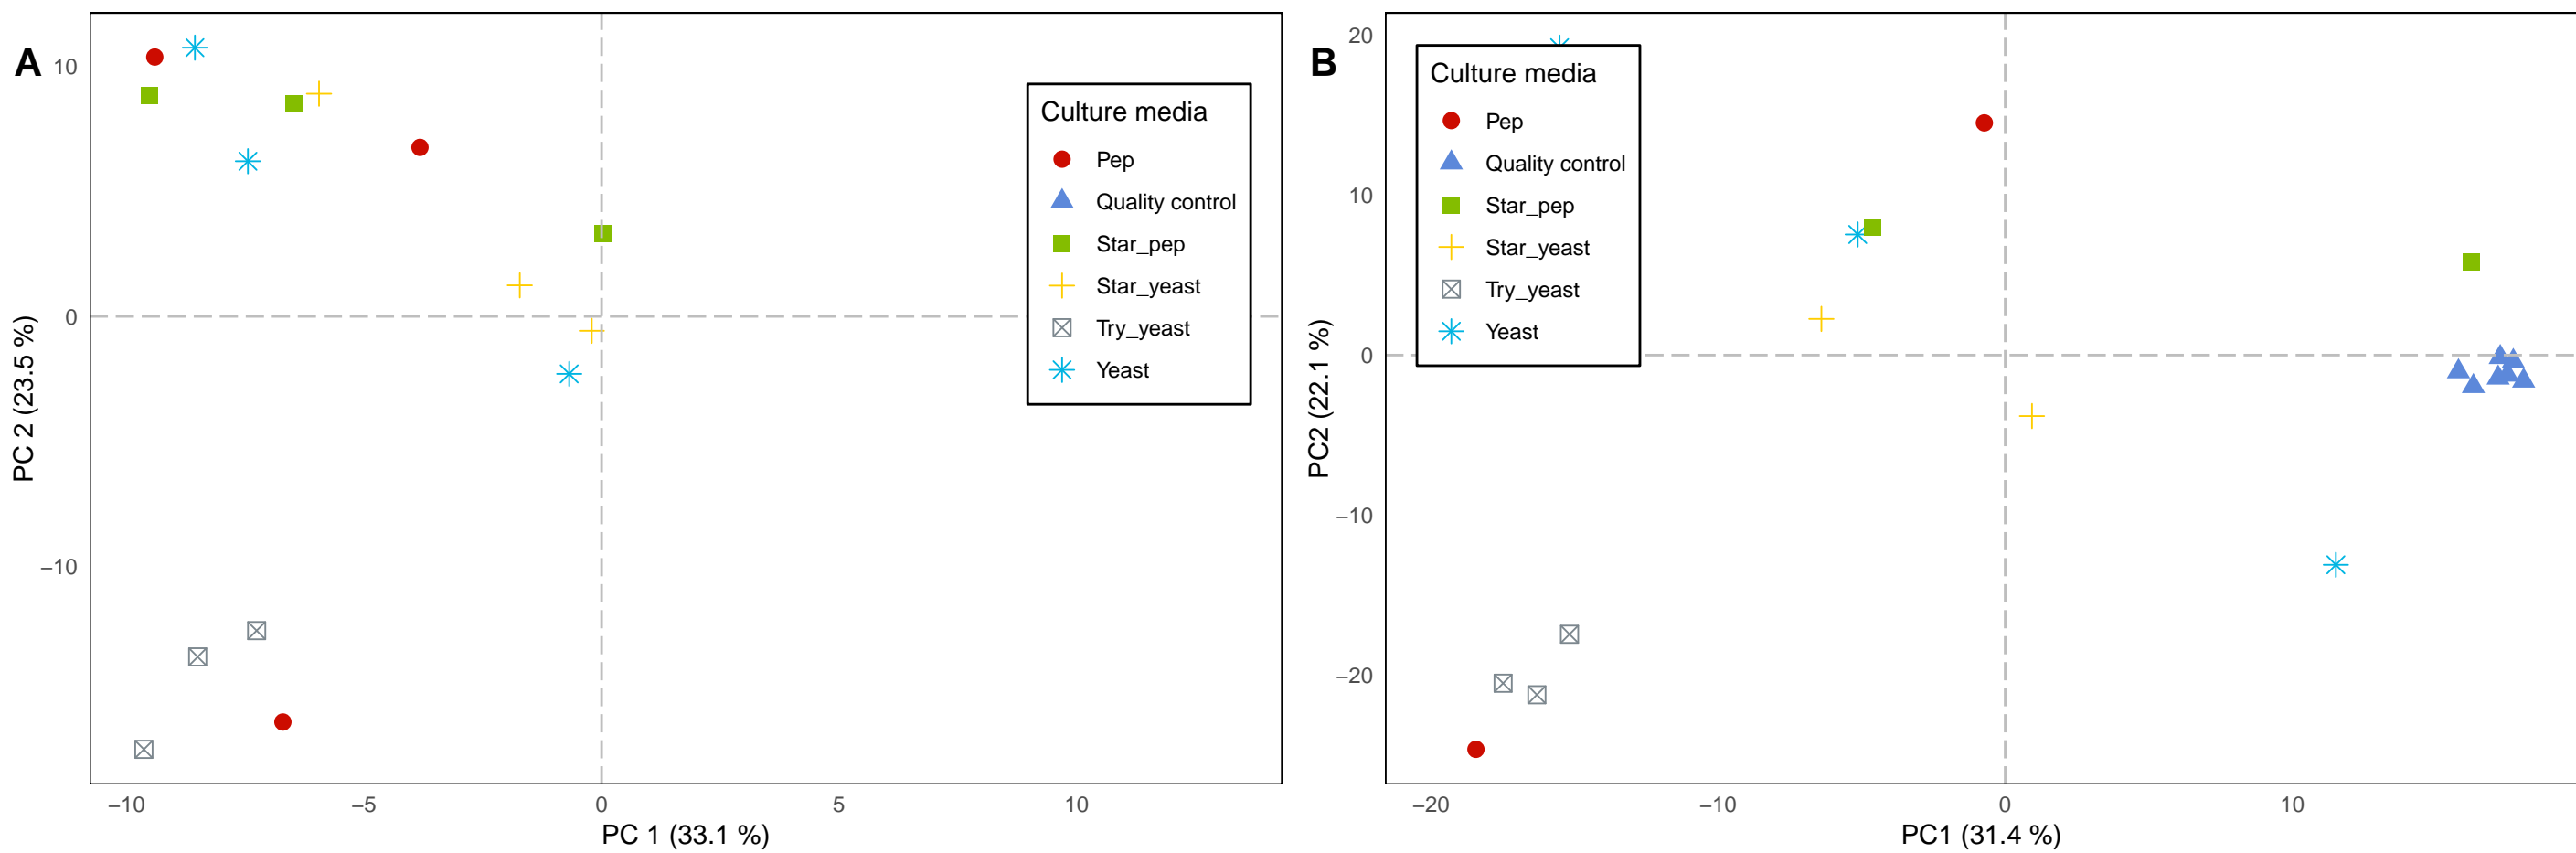 A
10
0
−10
PC 2 (23.5 %)
Culture media
Pep
Quality control
Star_pep
Star_yeast
Try_yeast
Yeast
−10 −5 0 5 10
PC 1 (33.1 %)
B
20
10
0
−10
−20
PC2 (22.1 %)
Culture media
Pep
Quality control
Star_pep
Star_yeast
Try_yeast
Yeast
−20 −10 0 10
PC1 (31.4 %)